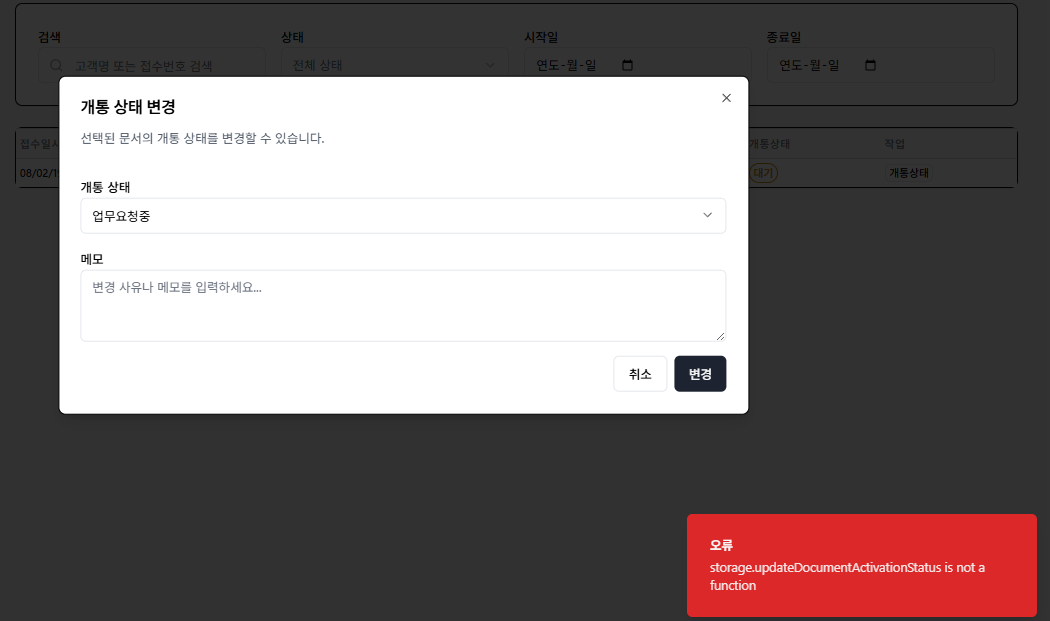 검색
상태
시작일
종료일
고객명 또는 접수번호 검색
전체 상태
연도-월-일
연도-월-일
개통 상태 변경
선택된 문서의 개통 상태를 변경할 수 있습니다.
접수일시
개통상태
작업
08/02/1
대기
개통상태
개통 상태
업무요청중
메모
변경 사유나 메모를 입력하세요...
취소
변경
오류
storage.updateDocumentActivationStatus is not a
function